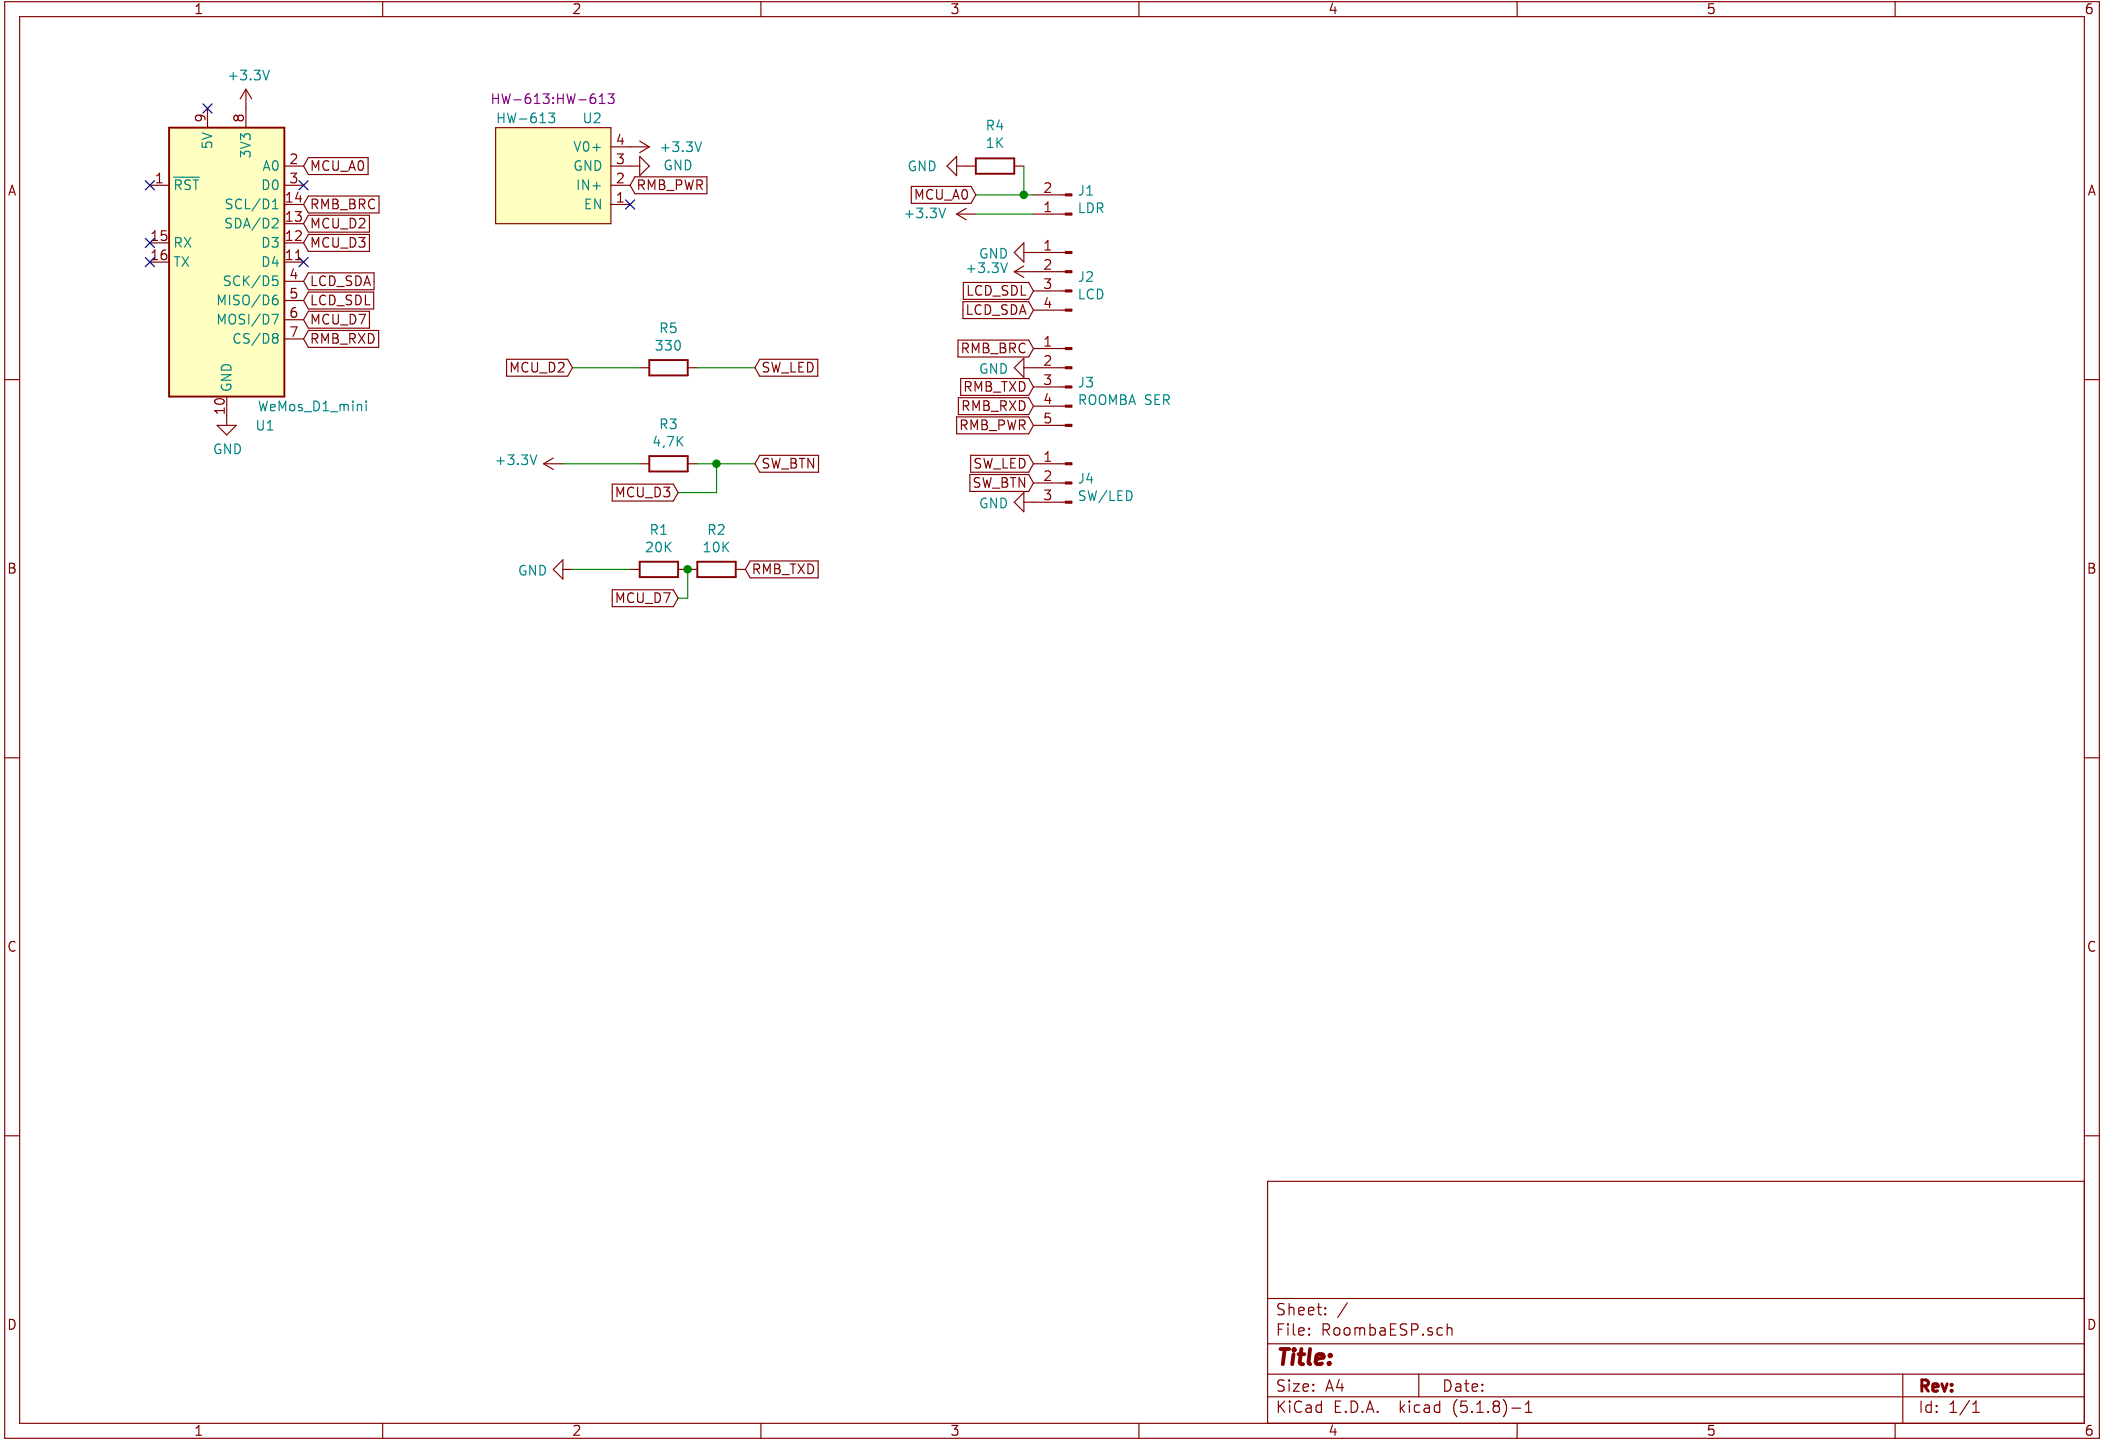 1 2 3 4 5 6
A
B
C
D
A
B
C
D
+3.3V
9
8
5V
3V3
A0 2 MCU_A0
1 RST
D0 3
SCL/D1 14 RMB_BRC
SDA/D2 13 MCU_D2
15 RX
D3 12 MCU_D3
16 TX
D4 11
SCK/D5 4 LCD_SDA
MISO/D6 5 LCD_SDL
MOSI/D7 6 MCU_D7
CS/D8 7 RMB_RXD
GND
10
WeMos_D1_mini
U1
GND
HW-613:HW-613
HW-613 U2
V0+ 4 +3.3V
GND 3 GND
IN+ 2 RMB_PWR
EN 1
R5
330
MCU_D2 SW_LED
R3
4,7K
+3.3V SW_BTN
MCU_D3
R1 R2
20K 10K
GND RMB_TXD
MCU_D7
R4
1K
GND
MCU_A0 2 J1
+3.3V 1 LDR
GND 1
+3.3V 2 J2
LCD_SDL 3 LCD
LCD_SDA 4
RMB_BRC 1
GND 2
RMB_TXD 3 J3
RMB_RXD 4 ROOMBA SER
RMB_PWR 5
SW_LED 1
SW_BTN 2 J4
GND 3 SW/LED
Sheet: /
File: RoombaESP.sch
Title:
Size: A4 Date: Rev:
KiCad E.D.A. kicad (5.1.8)-1 Id: 1/1
1 2 3 4 5 6